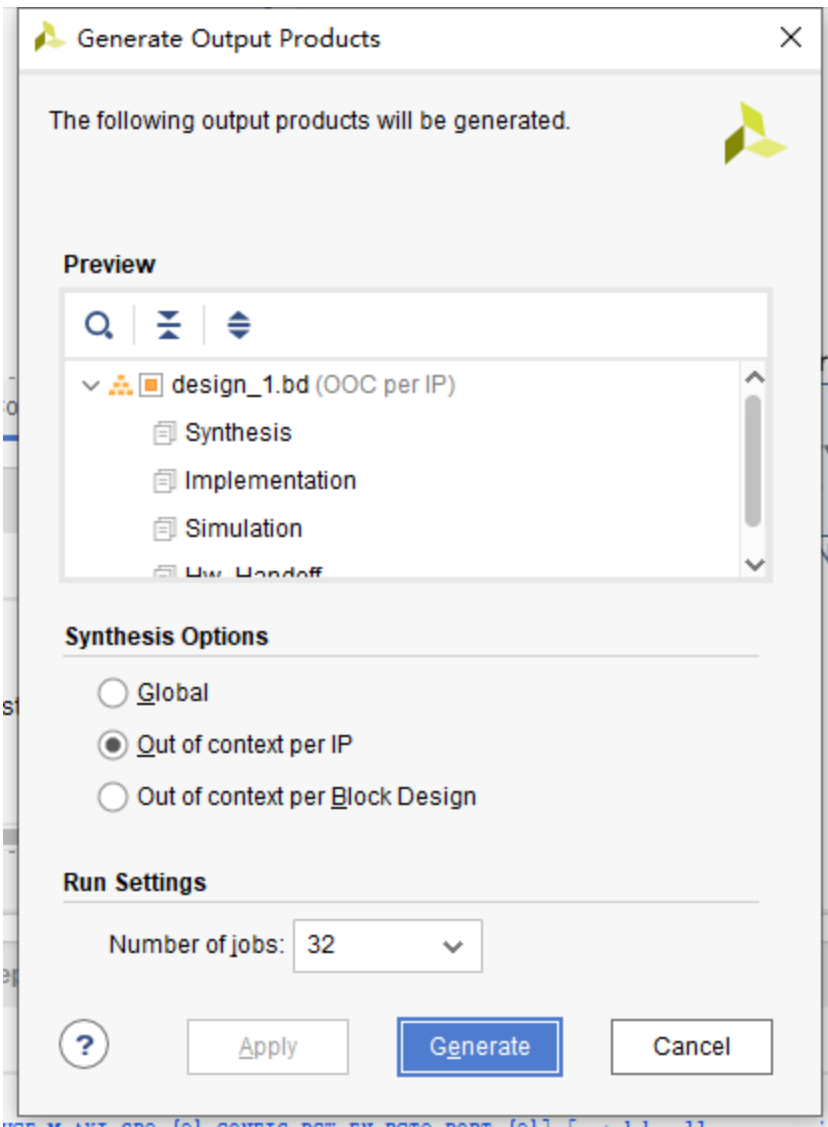 Generate Output Products
The following output products will be generated.
Preview
design_1.bd (OOC per IP)
Synthesis
Implementation
Simulation
Hw_Handoff
Synthesis Options
Global
Out of context per IP
Out of context per Block Design
Run Settings
Number of jobs: 32
? Apply Generate Cancel